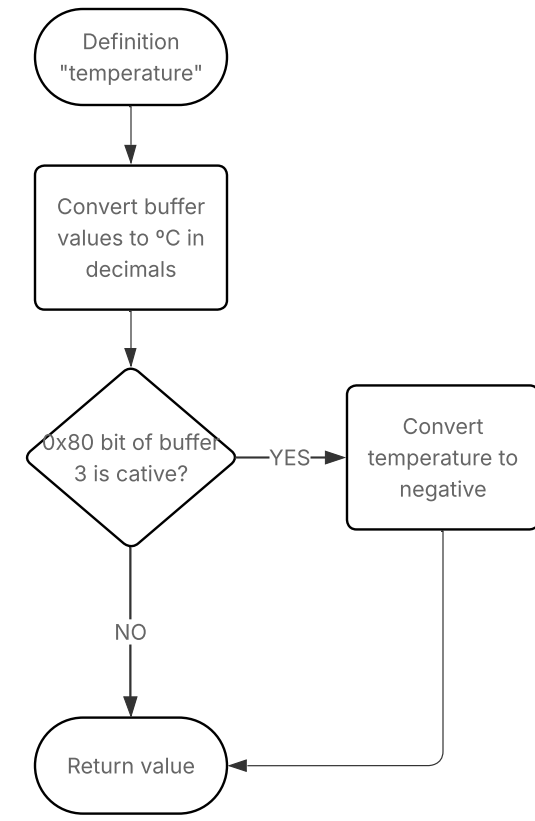 Definition
"temperature"
Convert buffer
values to ºC in
decimals
0x80 bit of buffer
3 is cative?
YES
Convert
temperature to
negative
NO
Return value